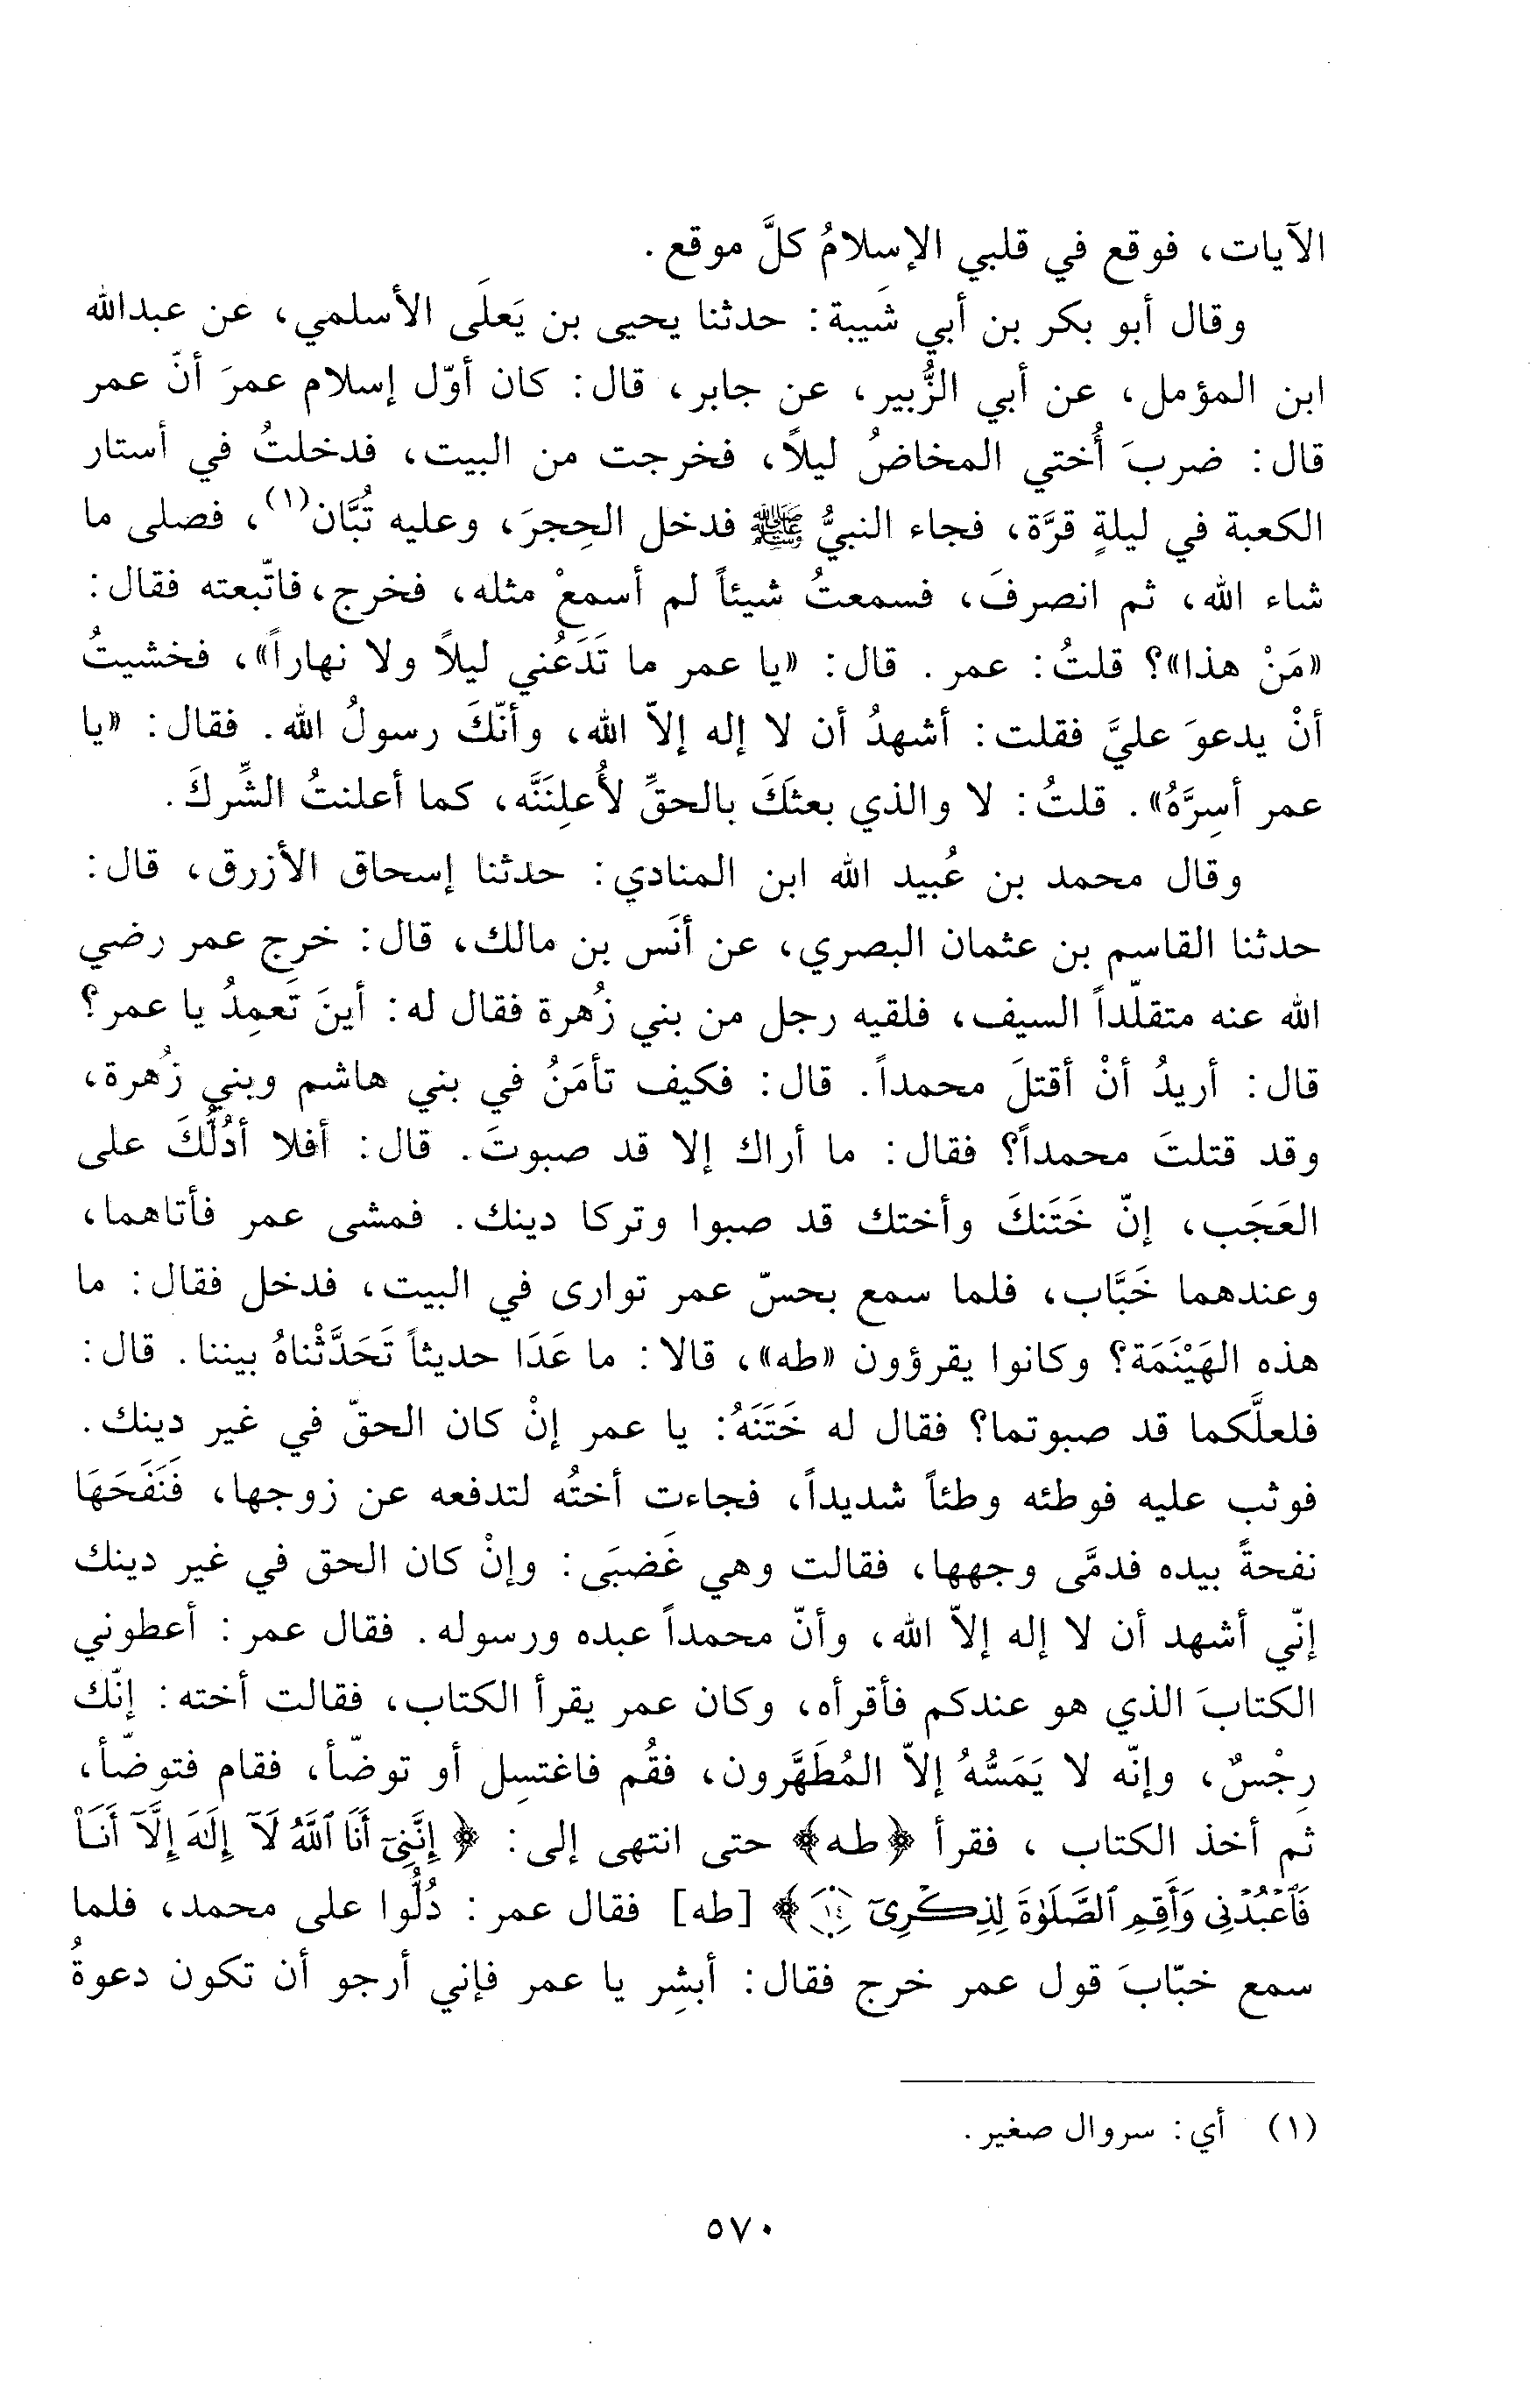 الآيات، فوقع في قلبي الإسلامُ كلَّ موقع.
وقال أبو بكر بن أبي شَيبة: حدثنا يحيى بن يَعلَى الأسلمي، عن عبدالله
ابن المؤمل، عن أبي الزُّبير، عن جابر، قال: كان أوّل إسلام عمرَ أنّ عمر
قال: ضربَ أُختي المخاضُ ليلاً، فخرجت من البيت، فدخلتُ في أستار
الكعبة في ليلةٍ قرَّة، فجاء النبيُّ ﷺ فدخل الحِجرَ، وعليه تُبَّان(١)، فصلى ما
شاء الله، ثم انصرفَ، فسمعتُ شيئاً لم أسمعْ مثله، فخرج، فاتّبعته فقال:
«مَنْ هذا»؟ قلتُ: عمر. قال: «يا عمر ما تَدَعُني ليلاً ولا نهاراً»، فخشيتُ
أنْ يدعوَ عليَّ فقلت: أشهدُ أن لا إله إلاّ الله، وأنّكَ رسولُ الله. فقال: «يا
عمر أسِرَّهُ». قلتُ: لا والذي بعثَكَ بالحقِّ لأُعلِنَنَّه، كما أعلنتُ الشِّركَ.
وقال محمد بن عُبيد الله ابن المنادي: حدثنا إسحاق الأزرق، قال:
حدثنا القاسم بن عثمان البصري، عن أنَس بن مالك، قال: خرج عمر رضي
الله عنه متقلّداً السيف، فلقيه رجل من بني زُهرة فقال له: أينَ تَعمِدُ يا عمر؟
قال: أريدُ أنْ أقتلَ محمداً. قال: فكيف تأمَنُ في بني هاشم وبني زُهرة،
وقد قتلتَ محمداً؟ فقال: ما أراك إلا قد صبوتَ. قال: أفلا أدُلُّكَ على
العَجَب، إنّ خَتَنكَ وأختك قد صبوا وتركا دينك. فمشى عمر فأتاهما،
وعندهما خَبَّاب، فلما سمع بحسّ عمر توارى في البيت، فدخل فقال: ما
هذه الهَيْنَمَة؟ وكانوا يقرؤون «طه»، قالا: ما عَدَا حديثاً تَحَدَّثْناهُ بيننا. قال:
فلعلَّكما قد صبوتما؟ فقال له خَتَنَهُ: يا عمر إنْ كان الحقّ في غير دينك.
فوثب عليه فوطئه وطئاً شديداً، فجاءت أختُه لتدفعه عن زوجها، فَنَفَحَهَا
نفحةً بيده فدمَّى وجهها، فقالت وهي غَضبَى: وإنْ كان الحق في غير دينك
إنّي أشهد أن لا إله إلاّ الله، وأنّ محمداً عبده ورسوله. فقال عمر: أعطوني
الكتابَ الذي هو عندكم فأقرأه، وكان عمر يقرأ الكتاب، فقالت أخته: إنّك
رِجْسٌ، وإنّه لا يَمَسُّهُ إلاّ المُطَهَّرون، فقُم فاغتسِل أو توضّأ، فقام فتوضّأ،
ثم أخذ الكتاب ، فقرأ ﴿طه﴾ حتى انتهى إلى: ﴿إِنَّنِيٓ أَنَا ٱللَّهُ لَآ إِلَٰهَ إِلَّآ أَنَا۠
فَٱعْبُدْنِى وَأَقِمِ ٱلصَّلَوٰةَ لِذِكْرِىٓ ١٤﴾ [طه] فقال عمر: دُلُّوا على محمد، فلما
سمع خبّابَ قول عمر خرج فقال: أبشِر يا عمر فإني أرجو أن تكون دعوةُ
(١) أي: سروال صغير.
٥٧٠